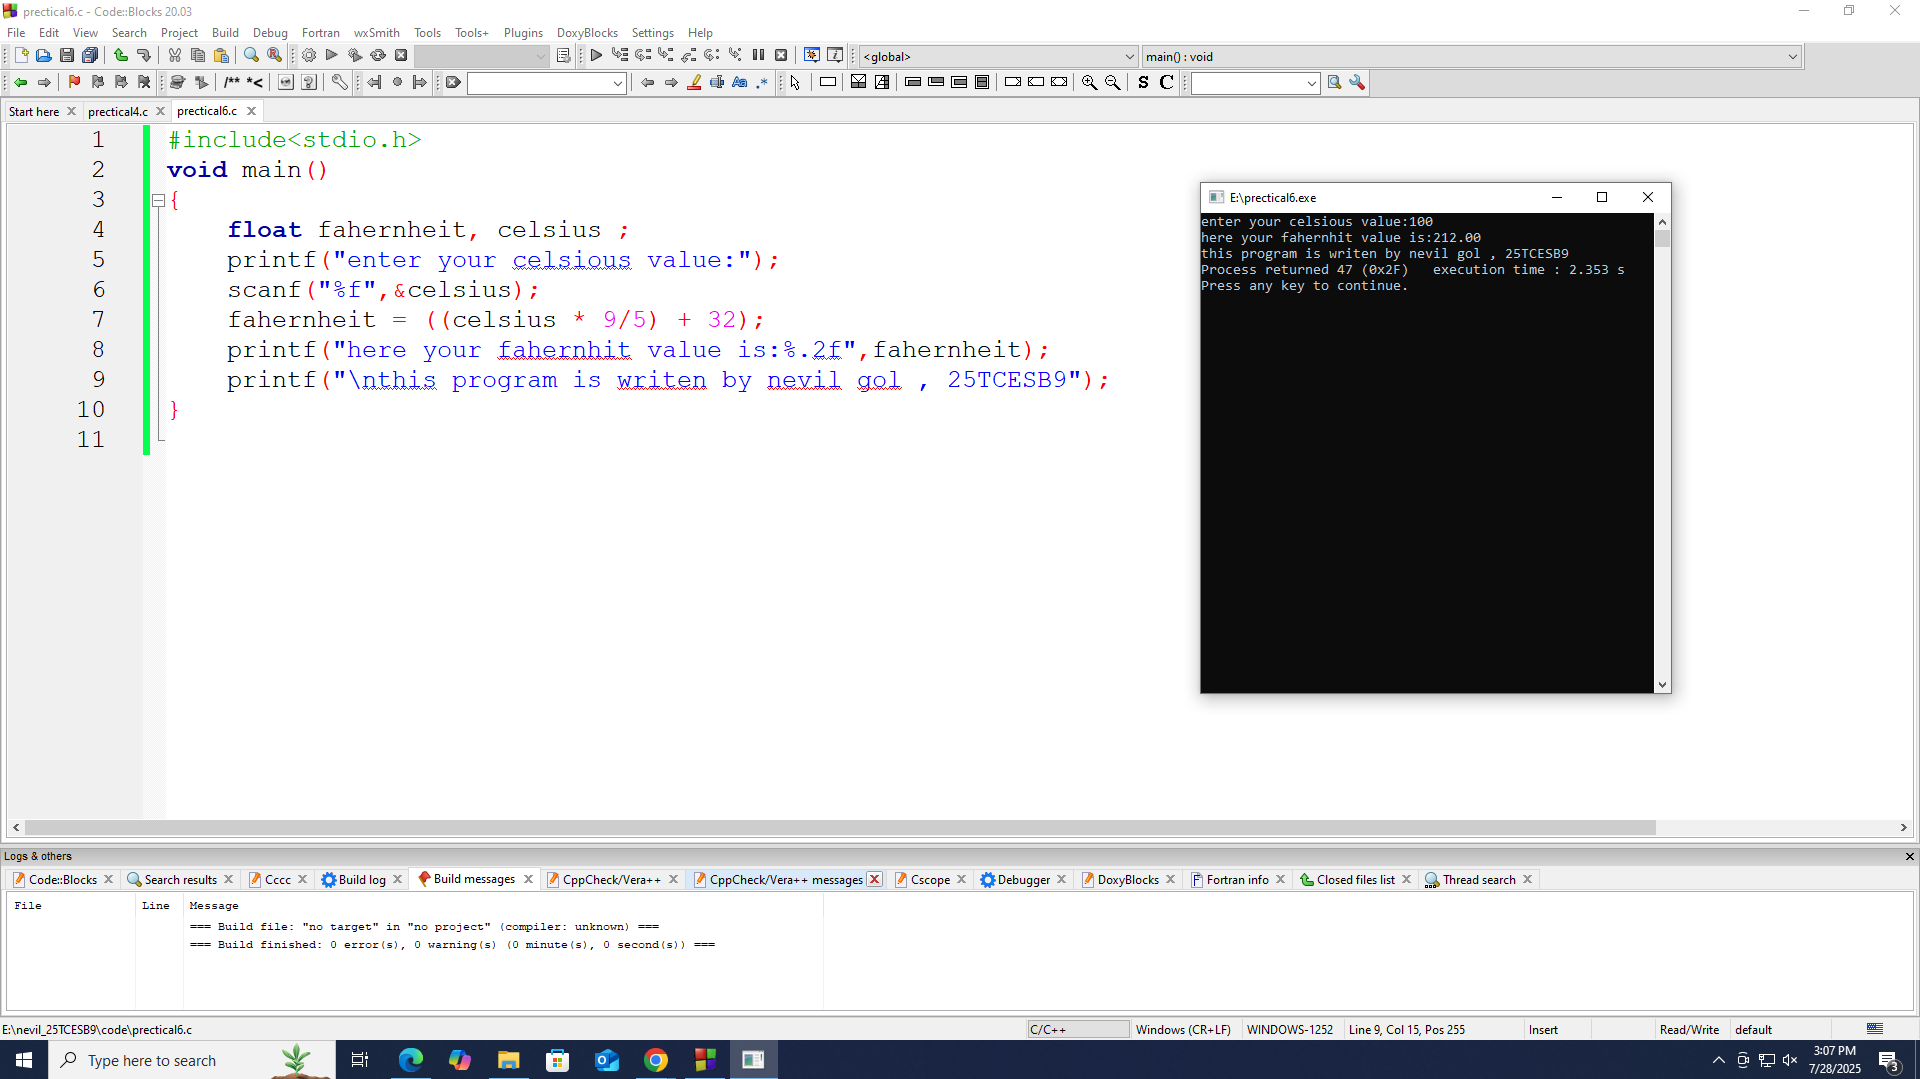 prectical6.c - Code::Blocks 20.03
File Edit View Search Project Build Debug Fortran wxSmith Tools Tools+ Plugins DoxyBlocks Settings Help
<global> main() : void
/** *< Aa .* S C
Start here prectical4.c prectical6.c
1 #include<stdio.h>
2 void main()
3 {
4 float fahernheit, celsius ;
5 printf("enter your celsious value:");
6 scanf("%f",&celsius);
7 fahernheit = ((celsius * 9/5) + 32);
8 printf("here your fahernhit value is:%.2f",fahernheit);
9 printf("\nthis program is writen by nevil gol , 25TCESB9");
10 }
11
E:\prectical6.exe
enter your celsious value:100
here your fahernhit value is:212.00
this program is writen by nevil gol , 25TCESB9
Process returned 47 (0x2F)   execution time : 2.353 s
Press any key to continue.
Logs & others
Code::Blocks Search results Cccc Build log Build messages CppCheck/Vera++ CppCheck/Vera++ messages Cscope Debugger DoxyBlocks Fortran info Closed files list Thread search
File Line Message
=== Build file: "no target" in "no project" (compiler: unknown) ===
=== Build finished: 0 error(s), 0 warning(s) (0 minute(s), 0 second(s)) ===
E:\nevil_25TCESB9\code\prectical6.c C/C++ Windows (CR+LF) WINDOWS-1252 Line 9, Col 15, Pos 255 Insert Read/Write default
Type here to search
3:07 PM
7/28/2025
3